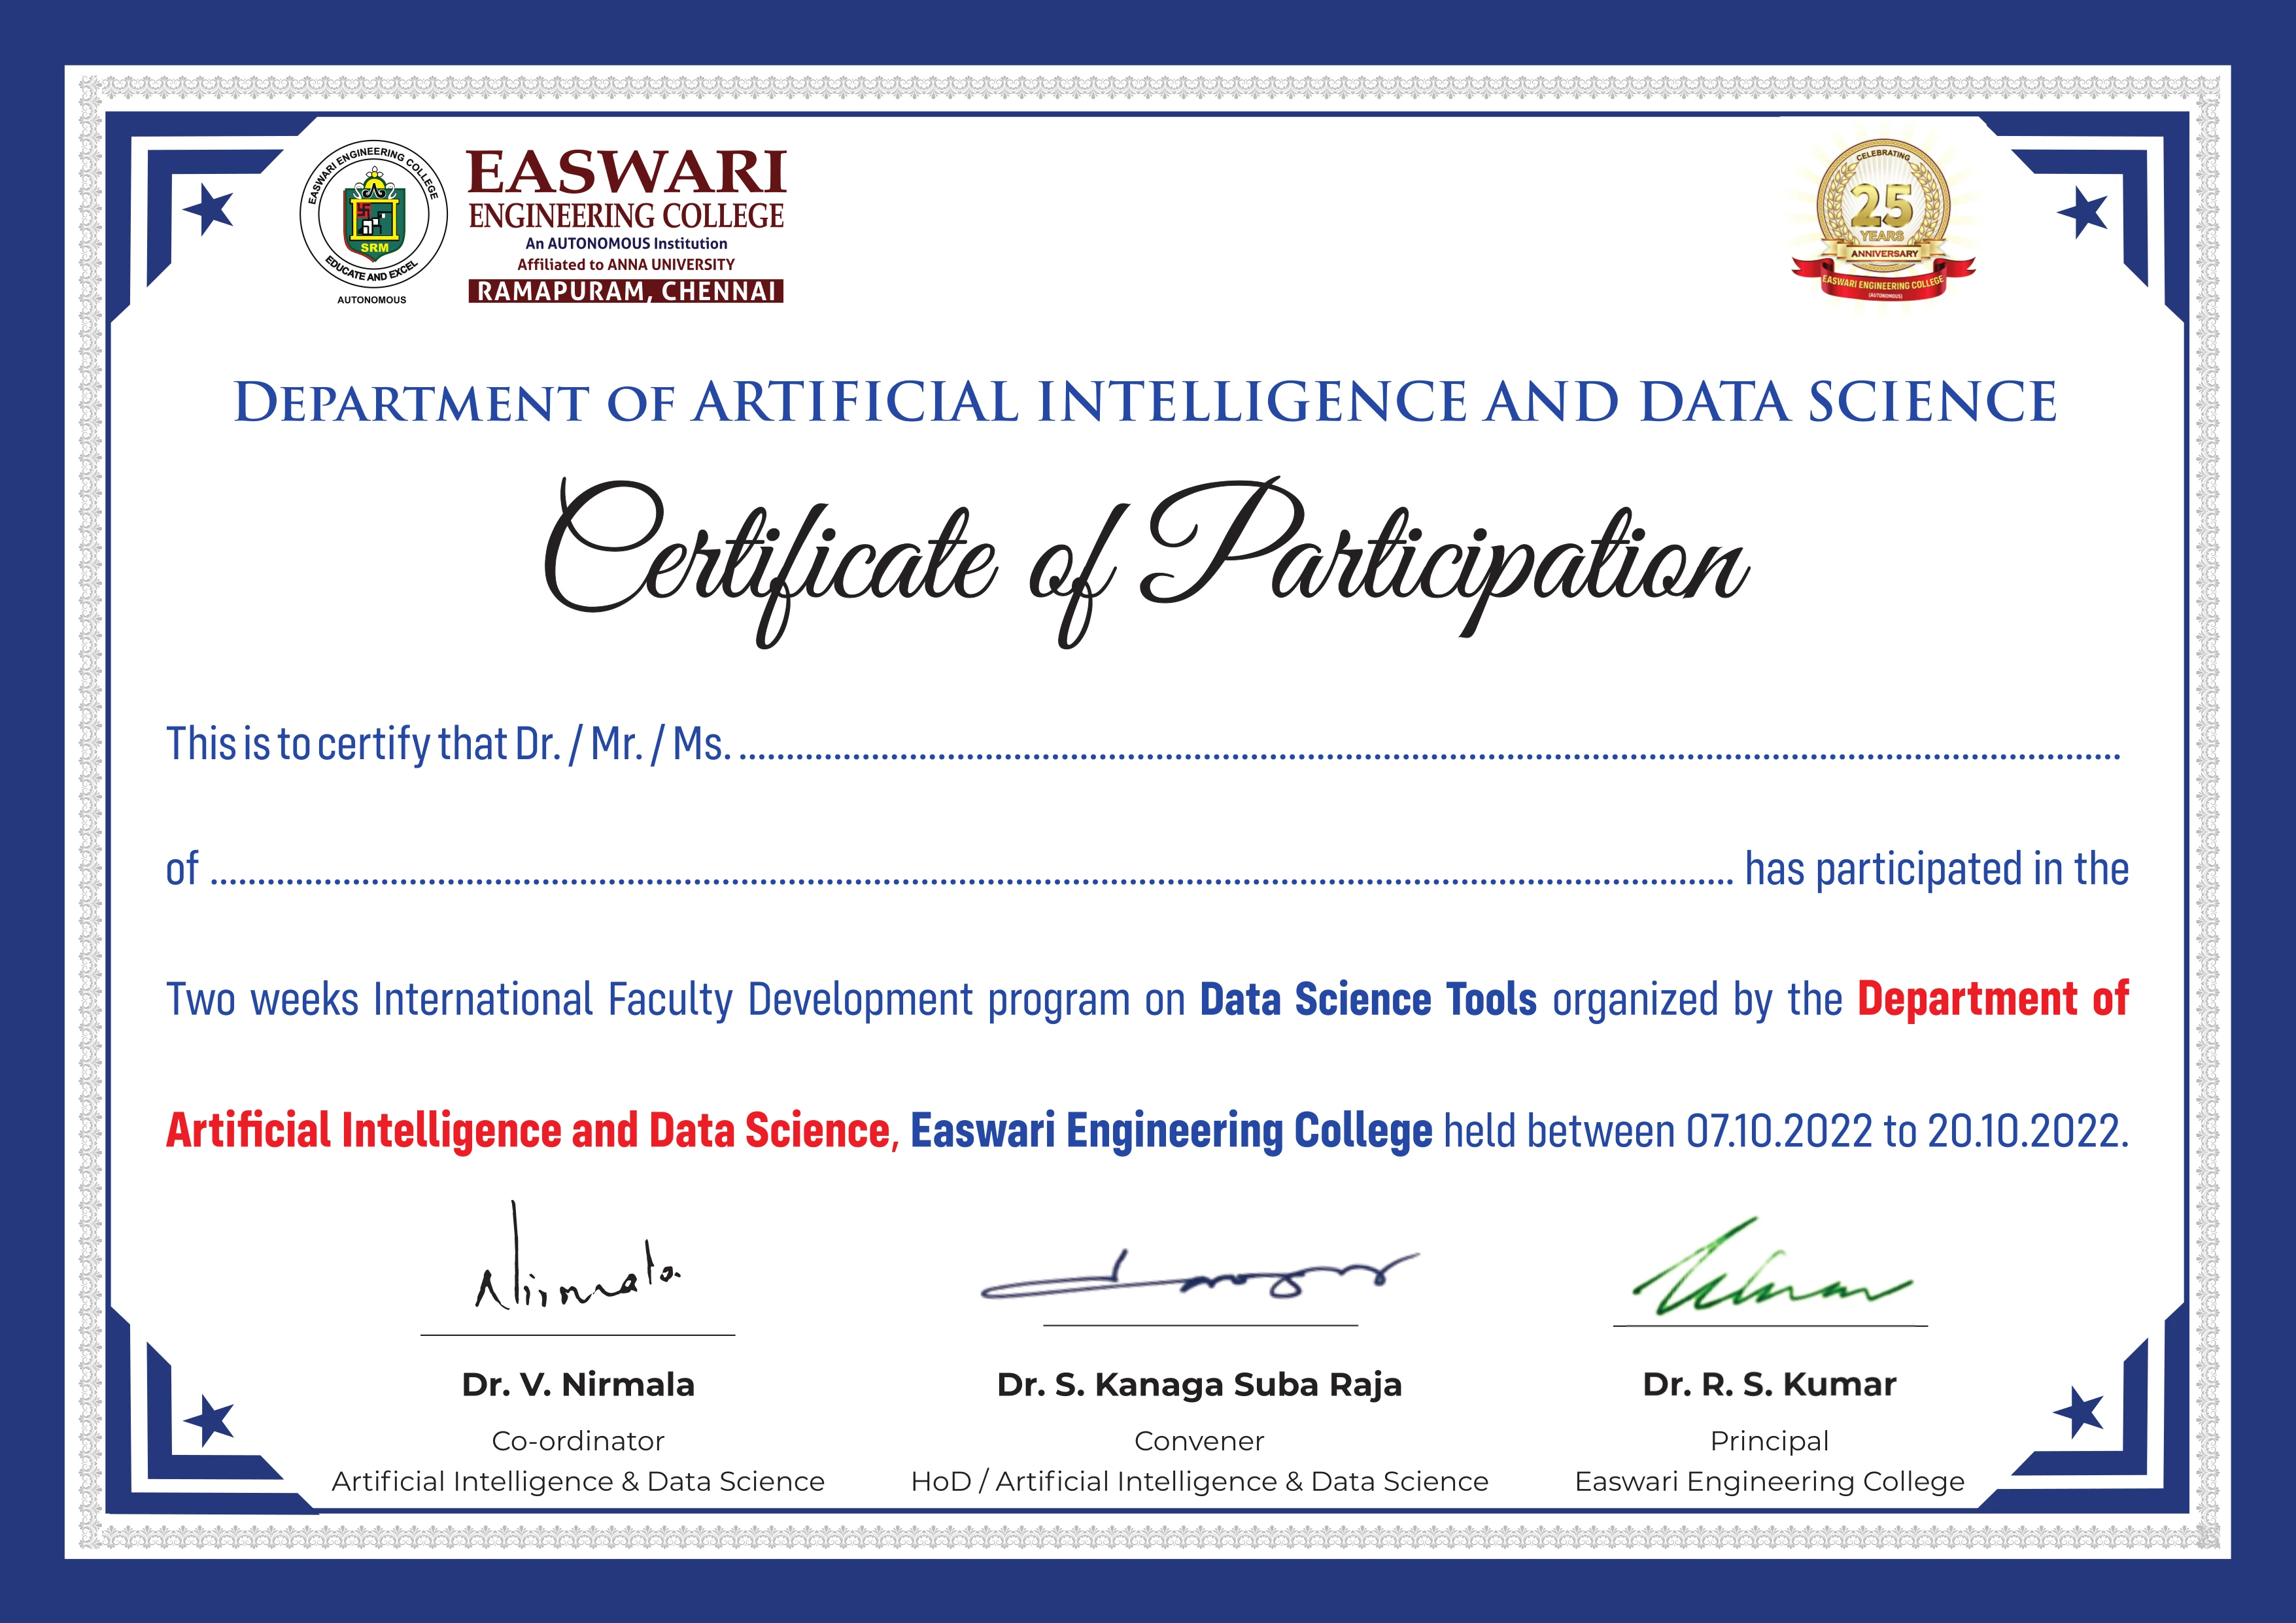 EASWARI ENGINEERING COLLEGE
SRM
EDUCATE AND EXCEL
AUTONOMOUS
EASWARI
ENGINEERING COLLEGE
An AUTONOMOUS Institution
Affiliated to ANNA UNIVERSITY
RAMAPURAM, CHENNAI
CELEBRATING
25
YEARS
ANNIVERSARY
EASWARI ENGINEERING COLLEGE
(AUTONOMOUS)
DEPARTMENT OF ARTIFICIAL INTELLIGENCE AND DATA SCIENCE
Certificate of Participation
This is to certify that Dr. / Mr. / Ms. ........................................................................
of ........................................................................ has participated in the
Two weeks International Faculty Development program on Data Science Tools organized by the Department of
Artificial Intelligence and Data Science, Easwari Engineering College held between 07.10.2022 to 20.10.2022.
Nirmala
Dr. V. Nirmala
Co-ordinator
Artificial Intelligence & Data Science
Dr. S. Kanaga Suba Raja
Convener
HoD / Artificial Intelligence & Data Science
Dr. R. S. Kumar
Principal
Easwari Engineering College